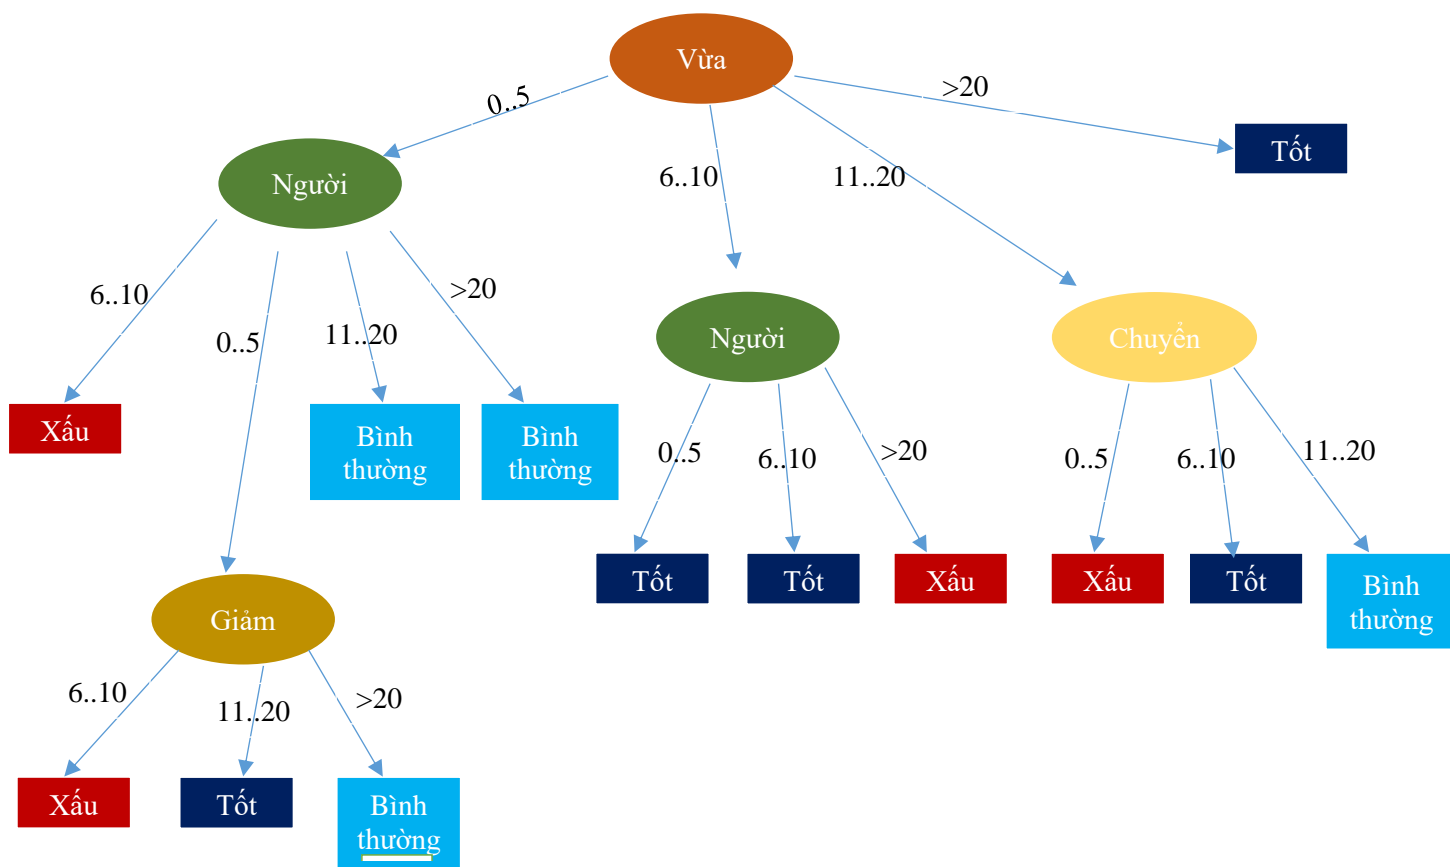 Vừa
0..5
>20
Tốt
Người
6..10
11..20
6..10
>20
0..5
11..20
Người
Chuyển
Xấu
Bình
thường
Bình
thường
0..5
6..10
>20
0..5
6..10
11..20
Tốt
Tốt
Xấu
Xấu
Tốt
Bình
thường
Giảm
6..10
11..20
>20
Xấu
Tốt
Bình
thường